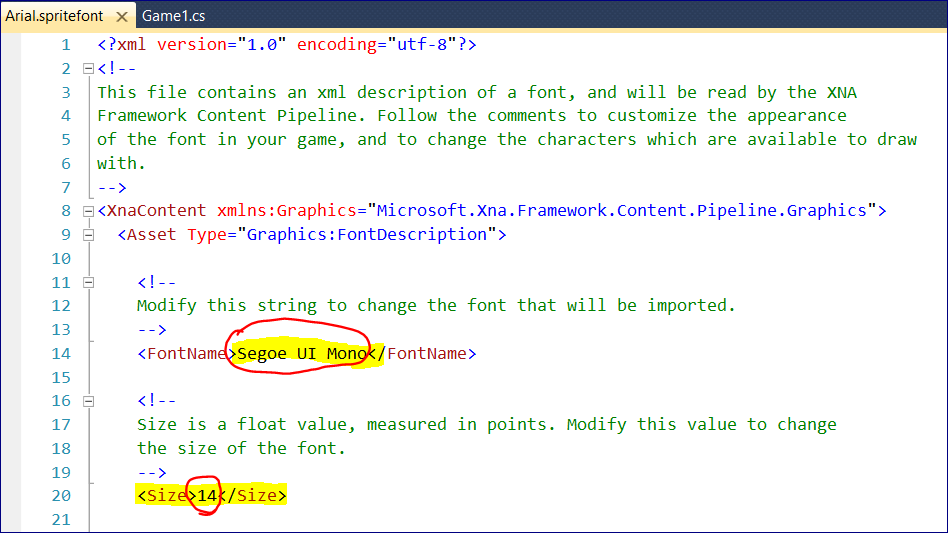 Arial.spritefont Game1.cs
1 <?xml version="1.0" encoding="utf-8"?>
2 <!--
3 This file contains an xml description of a font, and will be read by the XNA
4 Framework Content Pipeline. Follow the comments to customize the appearance
5 of the font in your game, and to change the characters which are available to draw
6 with.
7 -->
8 <XnaContent xmlns:Graphics="Microsoft.Xna.Framework.Content.Pipeline.Graphics">
9 <Asset Type="Graphics:FontDescription">
10
11 <!--
12 Modify this string to change the font that will be imported.
13 -->
14 <FontName>Segoe UI Mono</FontName>
15
16 <!--
17 Size is a float value, measured in points. Modify this value to change
18 the size of the font.
19 -->
20 <Size>14</Size>
21